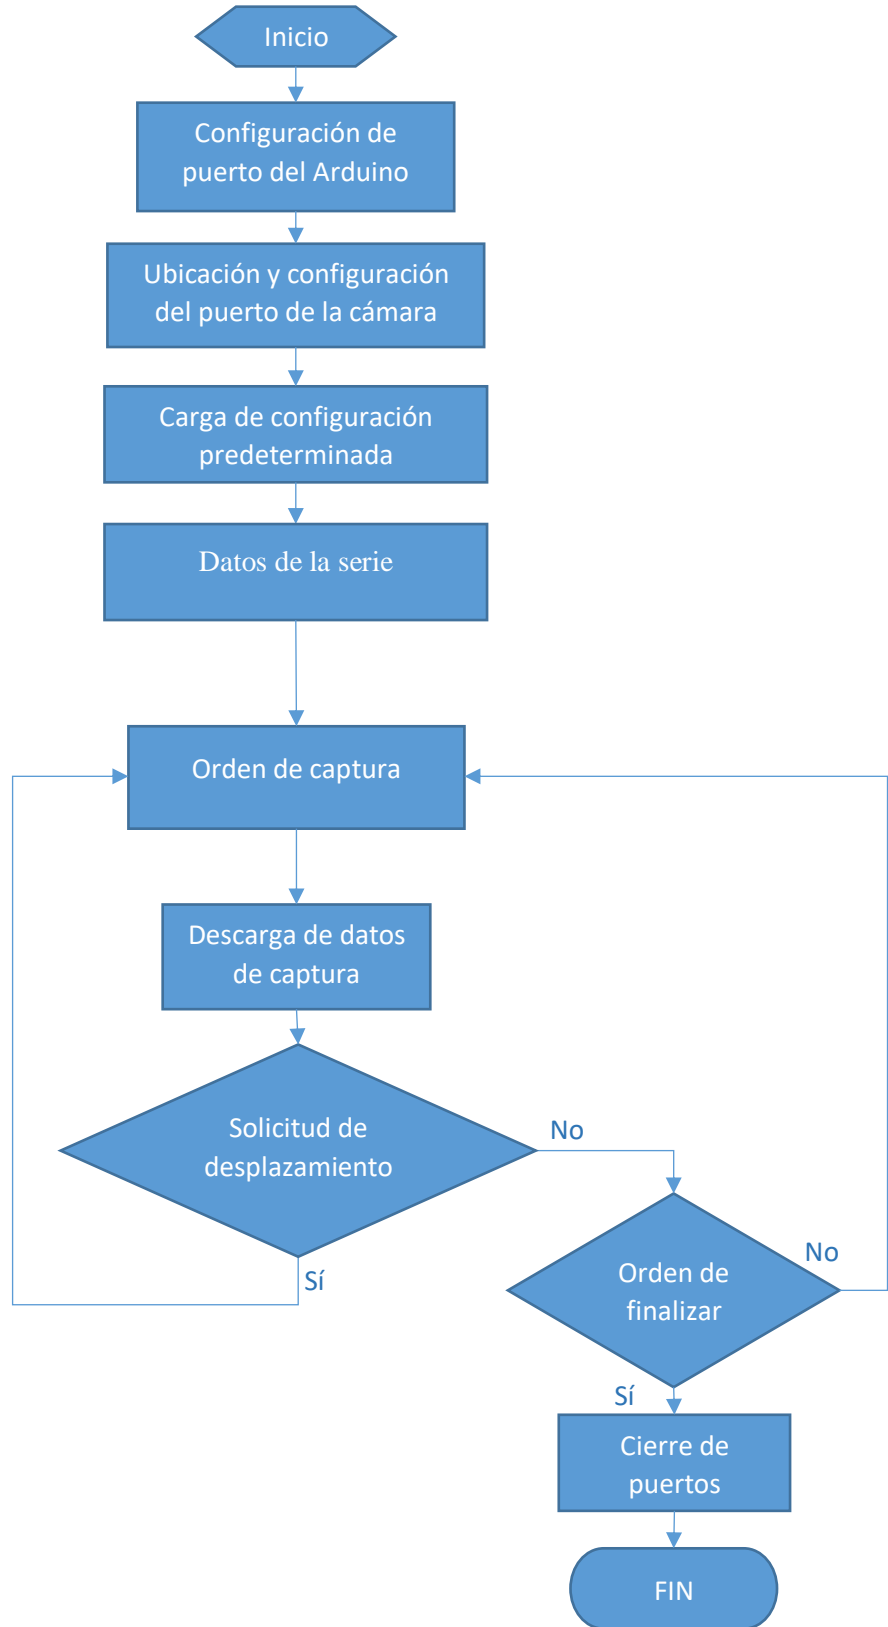 Inicio
Configuración de
puerto del Arduino
Ubicación y configuración
del puerto de la cámara
Carga de configuración
predeterminada
Datos de la serie
Orden de captura
Descarga de datos
de captura
Solicitud de
desplazamiento
No
Sí
Orden de
finalizar
No
Sí
Cierre de
puertos
FIN